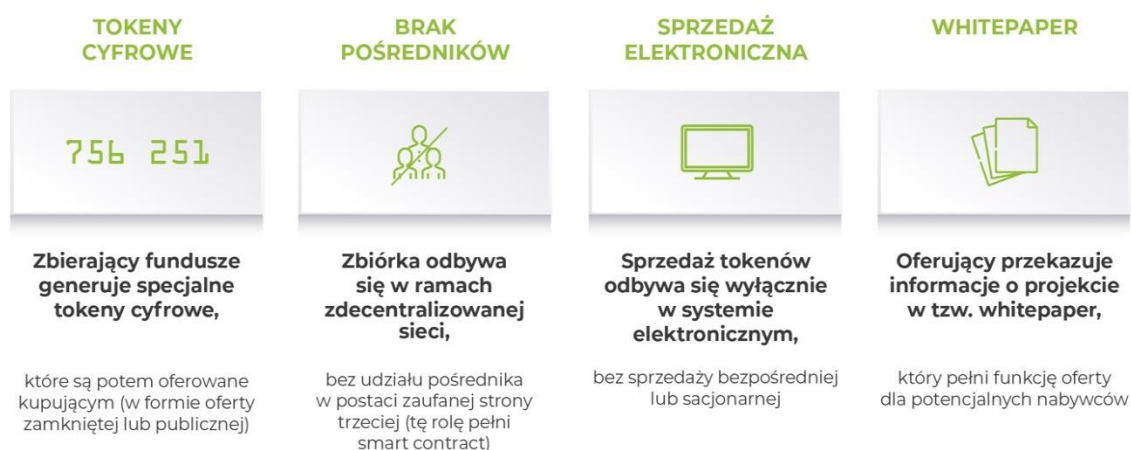 TOKENY
CYFROWE
756 251
Zbierający fundusze
generuje specjalne
tokeny cyfrowe,
które są potem oferowane
kupującym (w formie oferty
zamkniętej lub publicznej)
BRAK
POŚREDNIKÓW
Zbiórka odbywa
się w ramach
zdecentralizowanej
sieci,
bez udziału pośrednika
w postaci zaufanej strony
trzeciej (tę rolę pełni
smart contract)
SPRZEDAŻ
ELEKTRONICZNA
Sprzedaż tokenów
odbywa się wyłącznie
w systemie
elektronicznym,
bez sprzedaży bezpośredniej
lub sacjonarnej
WHITEPAPER
Oferujący przekazuje
informacje o projekcie
w tzw. whitepaper,
który pełni funkcję oferty
dla potencjalnych nabywców